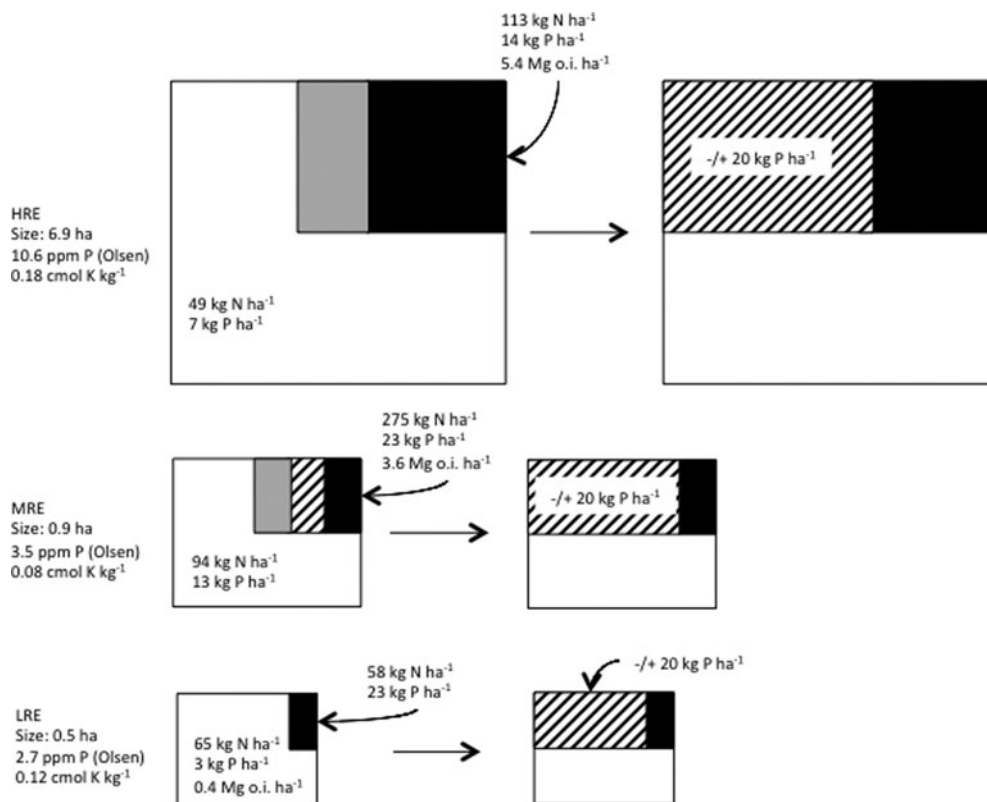 113 kg N ha⁻¹
14 kg P ha⁻¹
5.4 Mg o.i. ha⁻¹
-/+ 20 kg P ha⁻¹
HRE
Size: 6.9 ha
10.6 ppm P (Olsen)
0.18 cmol K kg⁻¹
49 kg N ha⁻¹
7 kg P ha⁻¹
275 kg N ha⁻¹
23 kg P ha⁻¹
3.6 Mg o.i. ha⁻¹
-/+ 20 kg P ha⁻¹
MRE
Size: 0.9 ha
3.5 ppm P (Olsen)
0.08 cmol K kg⁻¹
94 kg N ha⁻¹
13 kg P ha⁻¹
58 kg N ha⁻¹
23 kg P ha⁻¹
-/+ 20 kg P ha⁻¹
LRE
Size: 0.5 ha
2.7 ppm P (Olsen)
0.12 cmol K kg⁻¹
65 kg N ha⁻¹
3 kg P ha⁻¹
0.4 Mg o.i. ha⁻¹